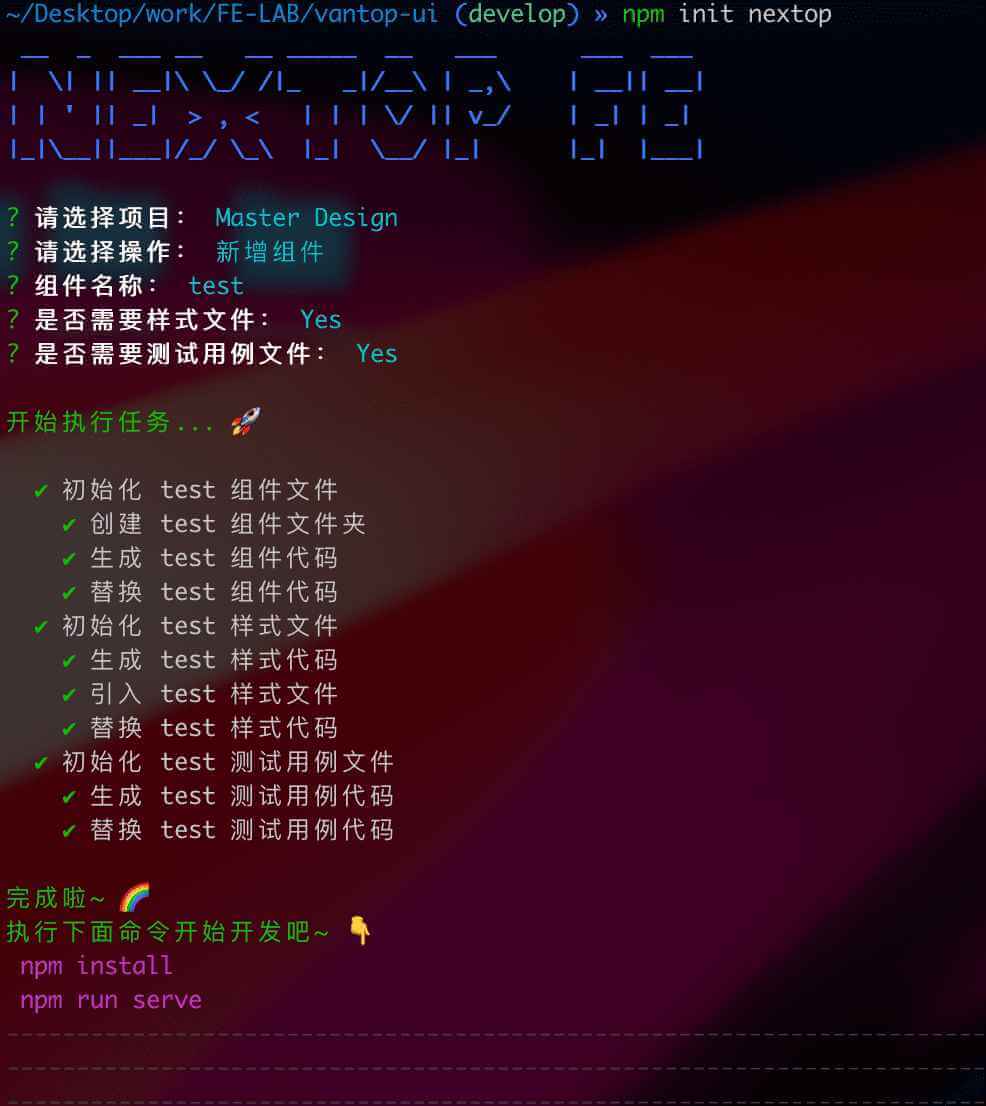 ~/Desktop/work/FE-LAB/vantop-ui (develop) » npm init nextop
NEXTOP FE
? 请选择项目： Master Design
? 请选择操作： 新增组件
? 组件名称： test
? 是否需要样式文件： Yes
? 是否需要测试用例文件： Yes
开始执行任务... 🚀
✔ 初始化 test 组件文件
✔ 创建 test 组件文件夹
✔ 生成 test 组件代码
✔ 替换 test 组件代码
✔ 初始化 test 样式文件
✔ 生成 test 样式代码
✔ 引入 test 样式文件
✔ 替换 test 样式代码
✔ 初始化 test 测试用例文件
✔ 生成 test 测试用例代码
✔ 替换 test 测试用例代码
完成啦~ 🌈
执行下面命令开始开发吧~ 👇
npm install
npm run serve